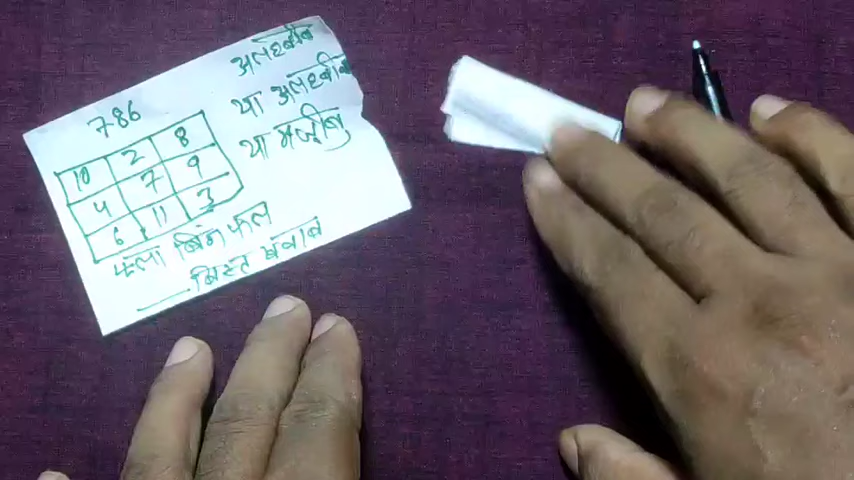 786
10 2 8
4 7 9
6 11 3
अलहबीब
या अलहबीब
या मजीबु
फला बिन फला
बिस्त ख्वाब